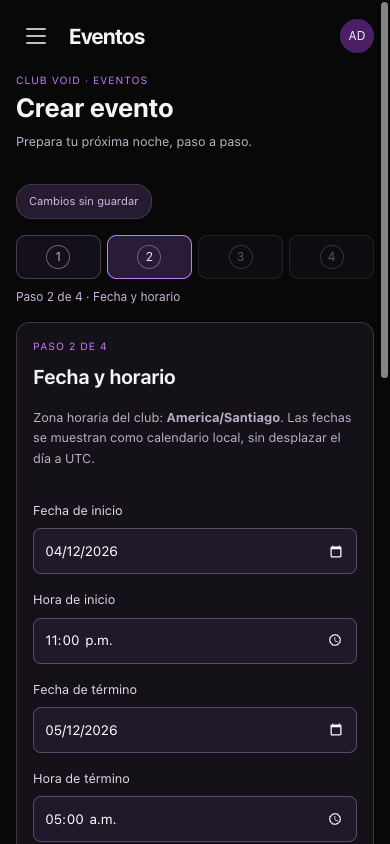 Eventos
AD
CLUB VOID · EVENTOS
Crear evento
Prepara tu próxima noche, paso a paso.
Cambios sin guardar
1
2
3
4
Paso 2 de 4 · Fecha y horario
PASO 2 DE 4
Fecha y horario
Zona horaria del club: America/Santiago. Las fechas
se muestran como calendario local, sin desplazar el
día a UTC.
Fecha de inicio
04/12/2026
Hora de inicio
11:00 p.m.
Fecha de término
05/12/2026
Hora de término
05:00 a.m.